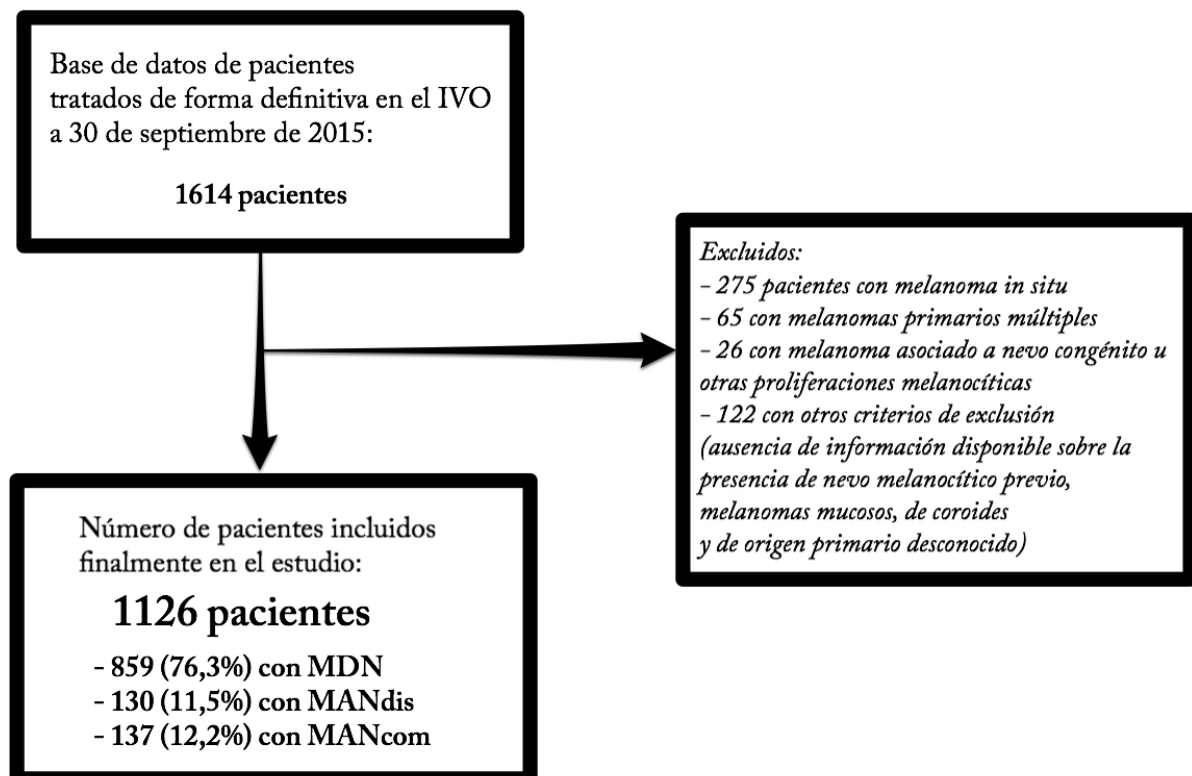 Base de datos de pacientes
tratados de forma definitiva en el IVO
a 30 de septiembre de 2015:
1614 pacientes
Excluidos:
- 275 pacientes con melanoma in situ
- 65 con melanomas primarios múltiples
- 26 con melanoma asociado a nevo congénito u
otras proliferaciones melanocíticas
- 122 con otros criterios de exclusión
(ausencia de información disponible sobre la
presencia de nevo melanocítico previo,
melanomas mucosos, de coroides
y de origen primario desconocido)
Número de pacientes incluidos
finalmente en el estudio:
1126 pacientes
- 859 (76,3%) con MDN
- 130 (11,5%) con MANdis
- 137 (12,2%) con MANcom